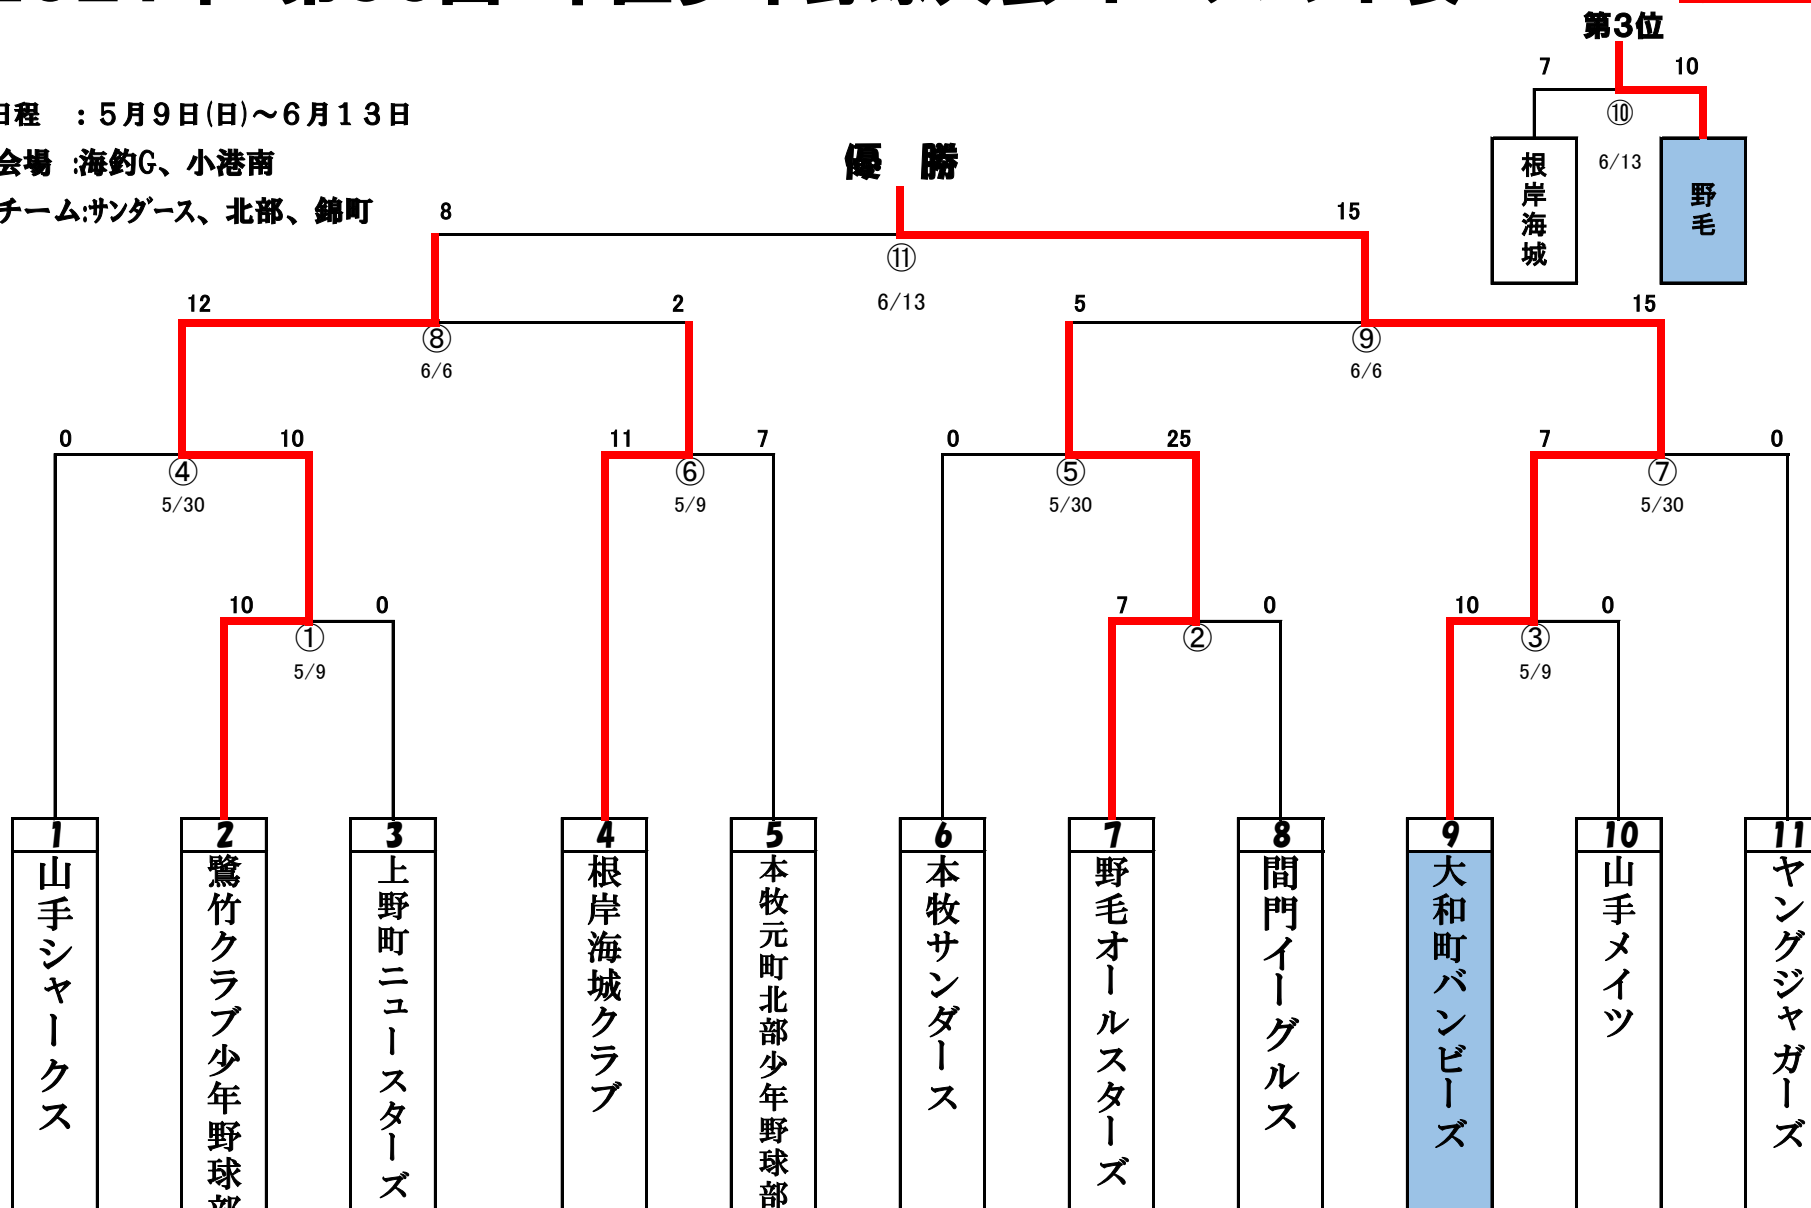 第3位
7 10
⑩
6/13
根岸海城
野毛
日程 ：５月９日(日)～６月１３日
会場 :海釣G、小港南
チーム:サンダース、北部、錦町
優 勝
8 15
⑪
6/13
12 2 5 15
⑧ ⑨
6/6 6/6
0 10 11 7 0 25 7 0
④ ⑥ ⑤ ⑦
5/30 5/9 5/30 5/30
10 0 7 0 10 0
① ② ③
5/9 5/9
1 2 3 4 5 6 7 8 9 10 11
山手シャークス
鷺竹クラブ少年野球部
上野町ニュースターズ
根岸海城クラブ
本牧元町北部少年野球部
本牧サンダース
野毛オールスターズ
間門イーグルス
大和町バンビーズ
山手メイツ
ヤングジャガーズ